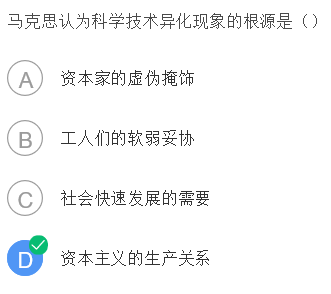 马克思认为科学技术异化现象的根源是（）
A 资本家的虚伪掩饰
B 工人们的软弱妥协
C 社会快速发展的需要
D 资本主义的生产关系